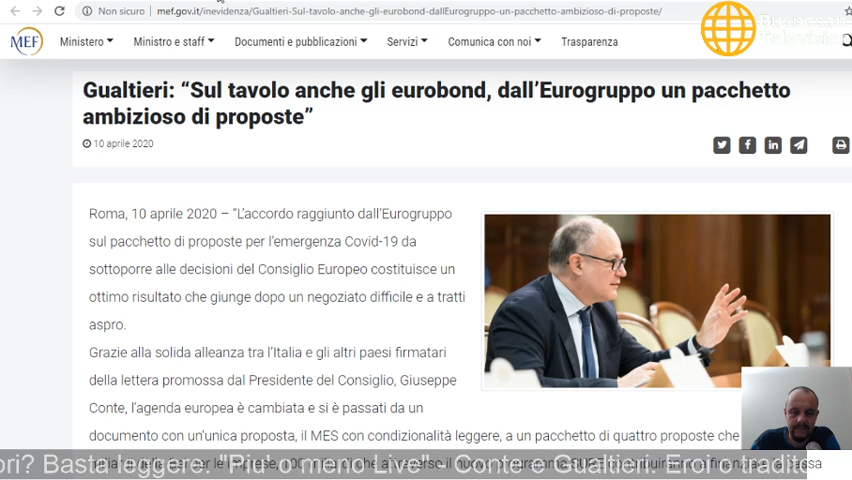 Non sicuro | mef.gov.it/inevidenza/Gualtieri-Sul-tavolo-anche-gli-eurobond-dallEurogruppo-un-pacchetto-ambizioso-di-proposte/
Busnosan
Television
MEF Ministero Ministro e staff Documenti e pubblicazioni Servizi Comunica con noi Trasparenza
Gualtieri: “Sul tavolo anche gli eurobond, dall’Eurogruppo un pacchetto
ambizioso di proposte”
10 aprile 2020
Roma, 10 aprile 2020 – “L’accordo raggiunto dall’Eurogruppo
sul pacchetto di proposte per l’emergenza Covid-19 da
sottoporre alle decisioni del Consiglio Europeo costituisce un
ottimo risultato che giunge dopo un negoziato difficile e a tratti
aspro.
Grazie alla solida alleanza tra l’Italia e gli altri paesi firmatari
della lettera promossa dal Presidente del Consiglio, Giuseppe
Conte, l’agenda europea è cambiata e si è passati da un
documento con un’unica proposta, il MES con condizionalità leggere, a un pacchetto di quattro proposte che
ori? Basta leggere: "Piu' o meno Live" - Conte e Gualtieri: Eroi o tradito